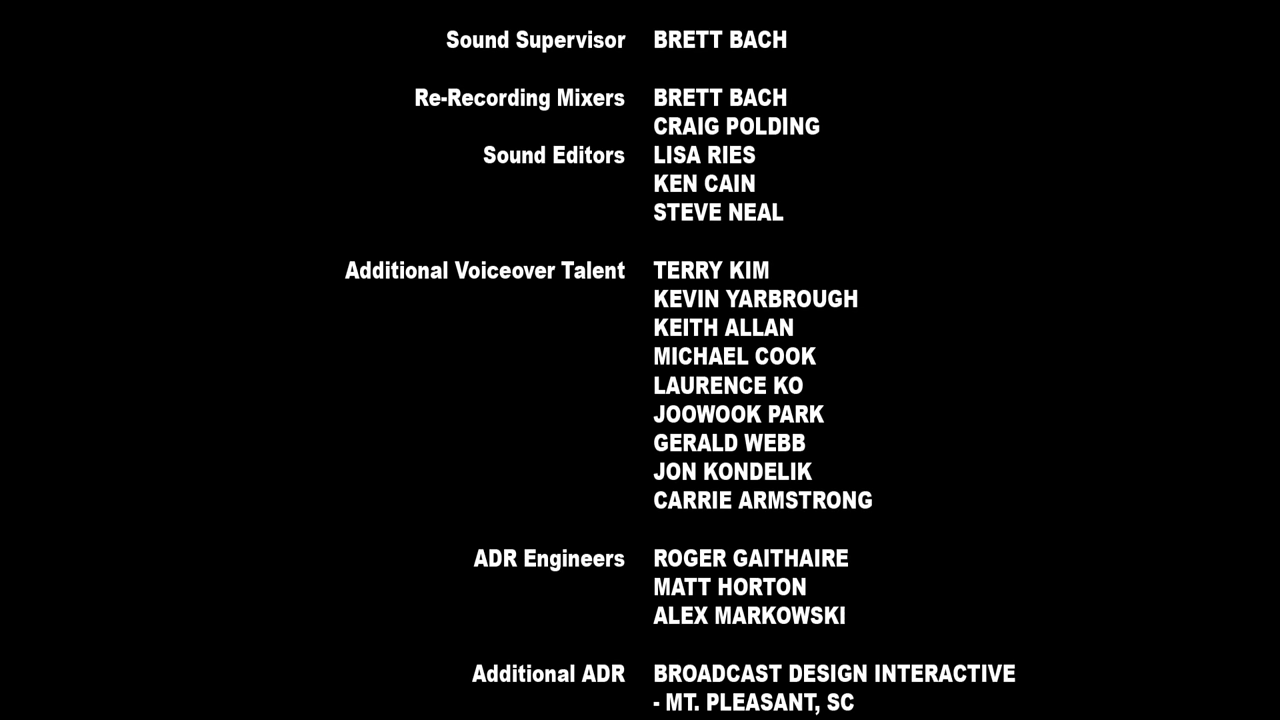 Sound Supervisor BRETT BACH
Re-Recording Mixers BRETT BACH
CRAIG POLDING
Sound Editors LISA RIES
KEN CAIN
STEVE NEAL
Additional Voiceover Talent TERRY KIM
KEVIN YARBROUGH
KEITH ALLAN
MICHAEL COOK
LAURENCE KO
JOOWOOK PARK
GERALD WEBB
JON KONDELIK
CARRIE ARMSTRONG
ADR Engineers ROGER GAITHAIRE
MATT HORTON
ALEX MARKOWSKI
Additional ADR BROADCAST DESIGN INTERACTIVE
- MT. PLEASANT, SC